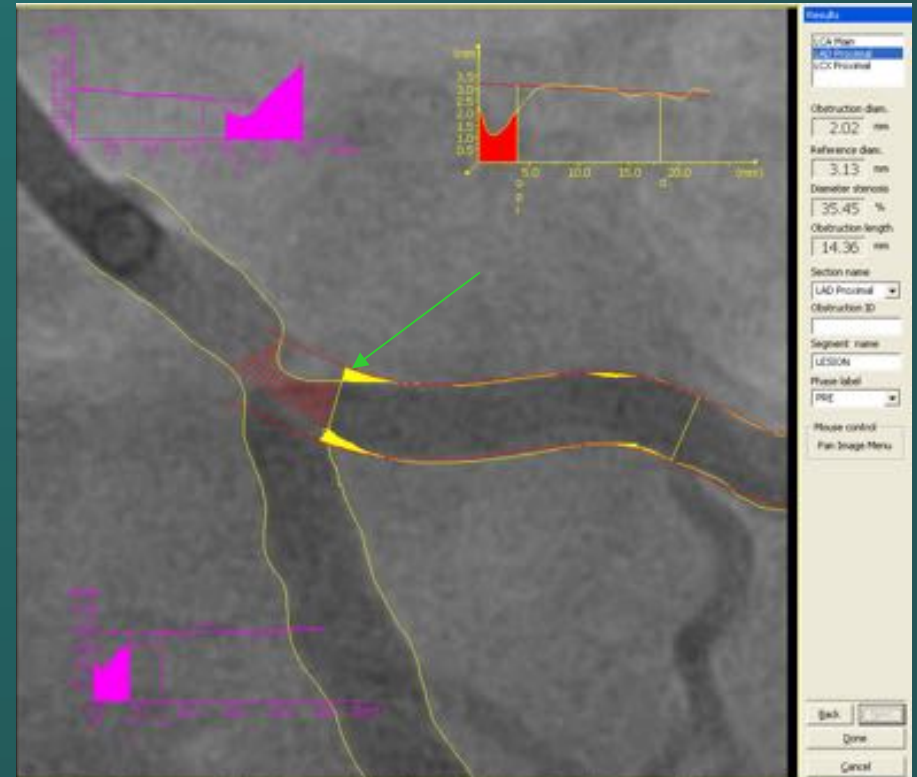 Results
LCA Main
LAD Proximal
LCX Proximal
Obstruction diam.
2.02 mm
Reference diam.
3.13 mm
Diameter stenosis
35.45 %
Obstruction length
14.36 mm
Section name
LAD Proximal
Obstruction ID
Segment name
LESION
Phase label
PRE
Mouse control
Pan Image Menu
Back
Done
Cancel
(mm)
3.5
3.0
2.5
2.0
1.5
1.0
0.5
5.0 10.0 15.0 20.0 (mm)